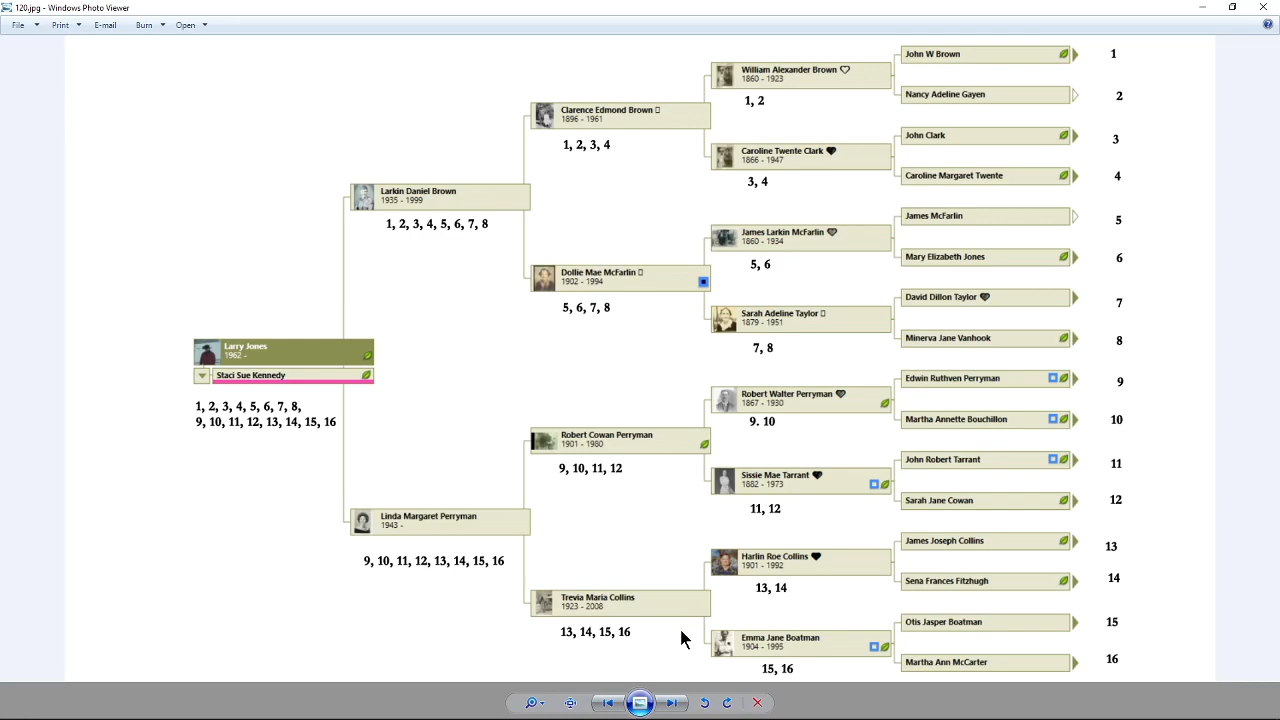 120.jpg - Windows Photo Viewer
File Print E-mail Burn Open
John W Brown
1
William Alexander Brown
1860 - 1923
1, 2
Nancy Adeline Gayen
2
Clarence Edmond Brown
1896 - 1961
1, 2, 3, 4
John Clark
3
Caroline Twente Clark
1866 - 1947
3, 4
Caroline Margaret Twente
4
Larkin Daniel Brown
1935 - 1999
1, 2, 3, 4, 5, 6, 7, 8
James McFarlin
5
James Larkin McFarlin
1860 - 1934
5, 6
Mary Elizabeth Jones
6
Dollie Mae McFarlin
1902 - 1994
5, 6, 7, 8
David Dillon Taylor
7
Sarah Adeline Taylor
1879 - 1951
7, 8
Minerva Jane Vanhook
8
Larry Jones
1962 -
Staci Sue Kennedy
1, 2, 3, 4, 5, 6, 7, 8,
9, 10, 11, 12, 13, 14, 15, 16
Edwin Ruthven Perryman
9
Robert Walter Perryman
1867 - 1930
9. 10
Martha Annette Bouchillon
10
Robert Cowan Perryman
1901 - 1980
9, 10, 11, 12
John Robert Tarrant
11
Sissie Mae Tarrant
1882 - 1973
11, 12
Sarah Jane Cowan
12
Linda Margaret Perryman
1943 -
9, 10, 11, 12, 13, 14, 15, 16
James Joseph Collins
13
Harlin Roe Collins
1901 - 1992
13, 14
Sena Frances Fitzhugh
14
Trevia Maria Collins
1923 - 2008
13, 14, 15, 16
Otis Jasper Boatman
15
Emma Jane Boatman
1904 - 1995
15, 16
Martha Ann McCarter
16